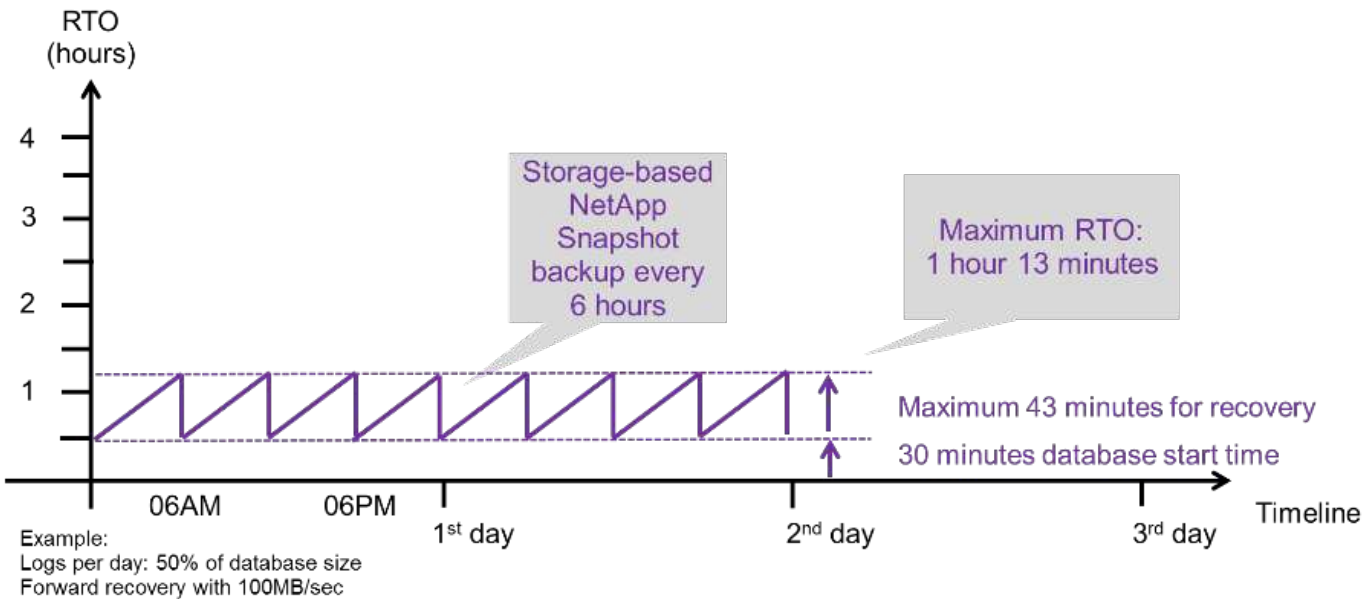 RTO
(hours)
4
3
2
1
Storage-based
NetApp
Snapshot
backup every
6 hours
Maximum RTO:
1 hour 13 minutes
Maximum 43 minutes for recovery
30 minutes database start time
06AM
06PM
1st day
2nd day
3rd day
Timeline
Example:
Logs per day: 50% of database size
Forward recovery with 100MB/sec